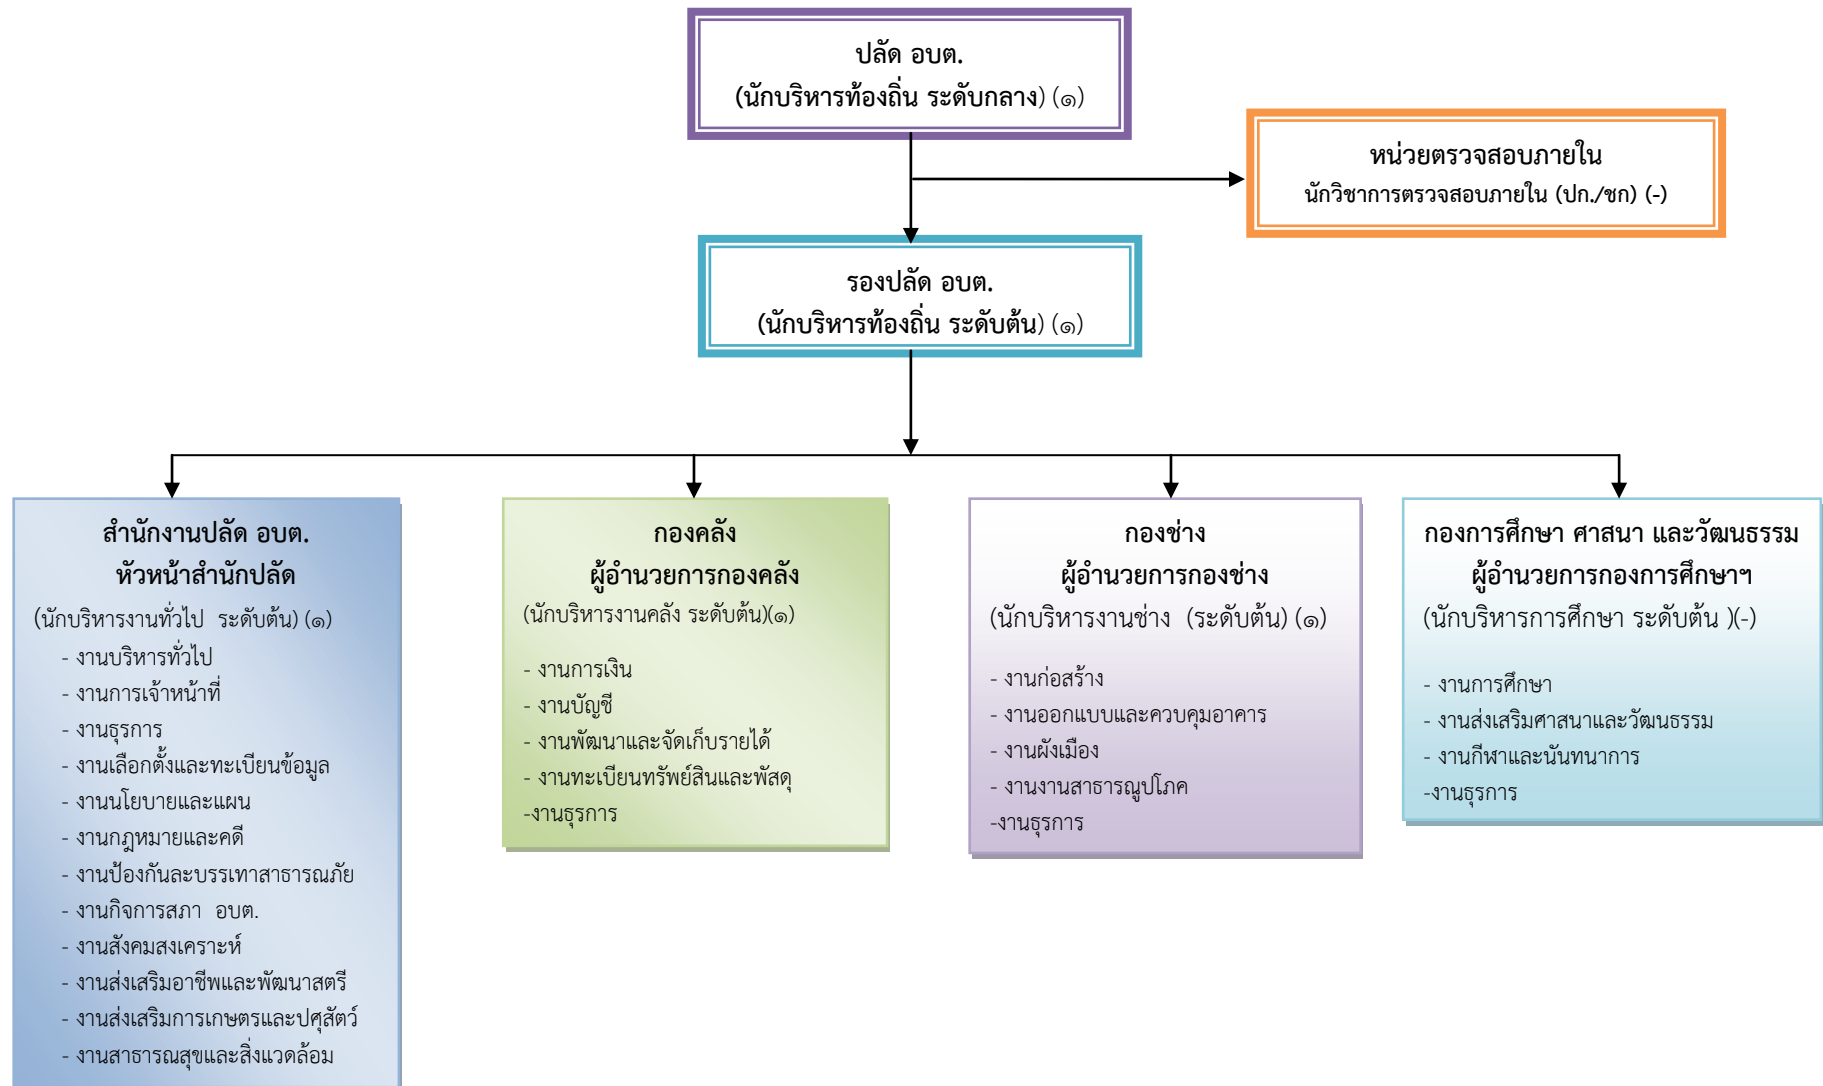 ปลัด อบต.
(นักบริหารท้องถิ่น ระดับกลาง) (๑)
หน่วยตรวจสอบภายใน
นักวิชาการตรวจสอบภายใน (ปก./ชก) (-)
รองปลัด อบต.
(นักบริหารท้องถิ่น ระดับต้น) (๑)
สำนักงานปลัด อบต.
หัวหน้าสำนักปลัด
(นักบริหารงานทั่วไป ระดับต้น) (๑)
- งานบริหารทั่วไป
- งานการเจ้าหน้าที่
- งานธุรการ
- งานเลือกตั้งและทะเบียนข้อมูล
- งานนโยบายและแผน
- งานกฎหมายและคดี
- งานป้องกันละบรรเทาสาธารณภัย
- งานกิจการสภา อบต.
- งานสังคมสงเคราะห์
- งานส่งเสริมอาชีพและพัฒนาสตรี
- งานส่งเสริมการเกษตรและปศุสัตว์
- งานสาธารณสุขและสิ่งแวดล้อม
กองคลัง
ผู้อำนวยการกองคลัง
(นักบริหารงานคลัง ระดับต้น)(๑)
- งานการเงิน
- งานบัญชี
- งานพัฒนาและจัดเก็บรายได้
- งานทะเบียนทรัพย์สินและพัสดุ
-งานธุรการ
กองช่าง
ผู้อำนวยการกองช่าง
(นักบริหารงานช่าง (ระดับต้น) (๑)
- งานก่อสร้าง
- งานออกแบบและควบคุมอาคาร
- งานผังเมือง
- งานงานสาธารณูปโภค
-งานธุรการ
กองการศึกษา ศาสนา และวัฒนธรรม
ผู้อำนวยการกองการศึกษาฯ
(นักบริหารการศึกษา ระดับต้น )(-)
- งานการศึกษา
- งานส่งเสริมศาสนาและวัฒนธรรม
- งานกีฬาและนันทนาการ
-งานธุรการ